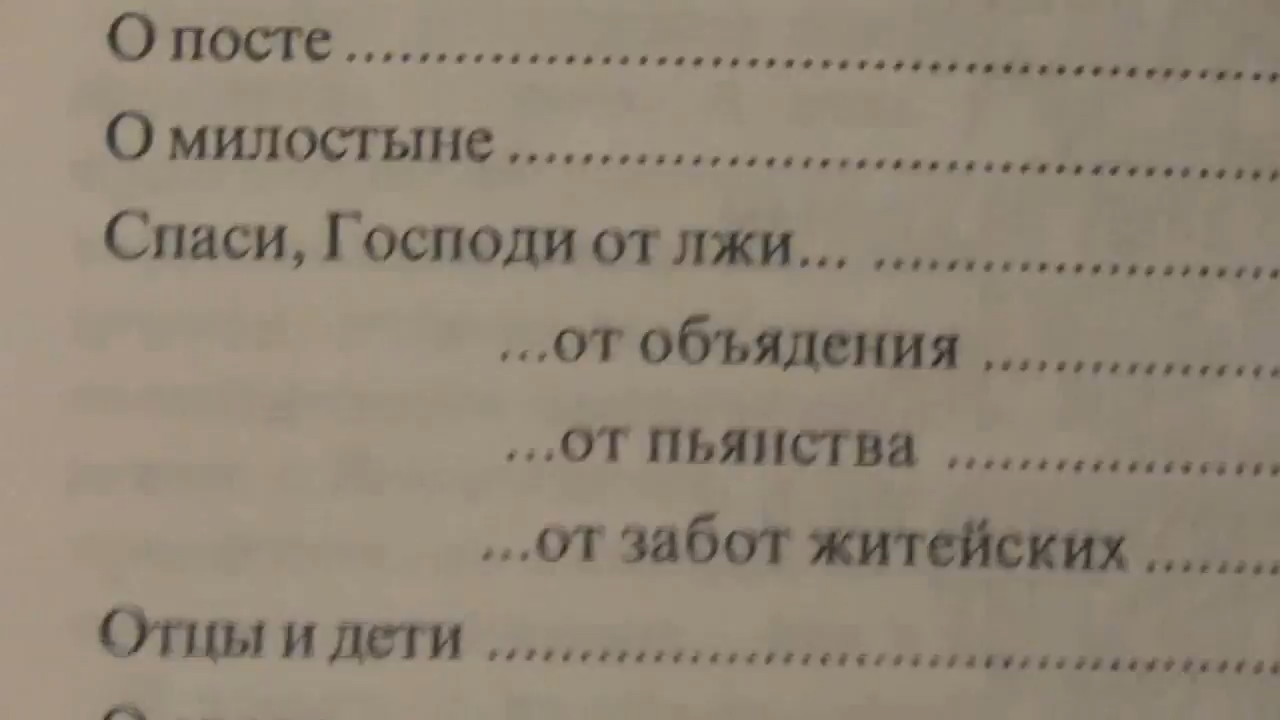 О посте ........................................
О милостыне ........................................
Спаси, Господи от лжи... ........................................
...от объядения ........................................
...от пьянства ........................................
...от забот житейских ........................................
Отцы и дети ........................................